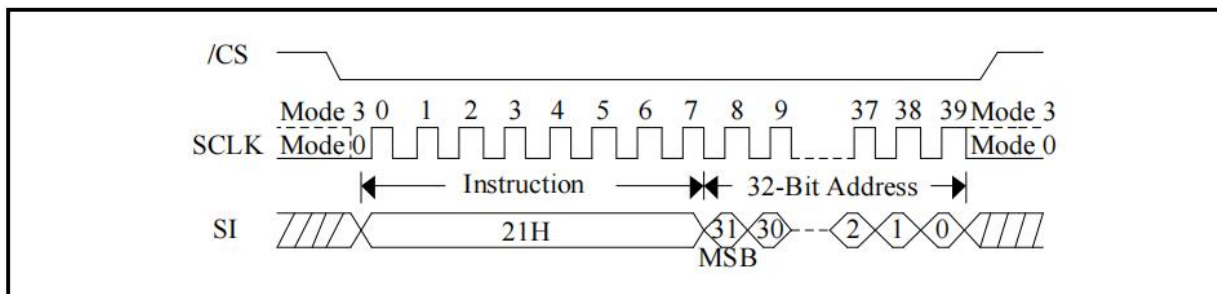 /CS
Mode 3 0 1 2 3 4 5 6 7 8 9 37 38 39 Mode 3
SCLK Mode 0 Mode 0
Instruction 32-Bit Address
SI 21H 31 30 2 1 0
MSB